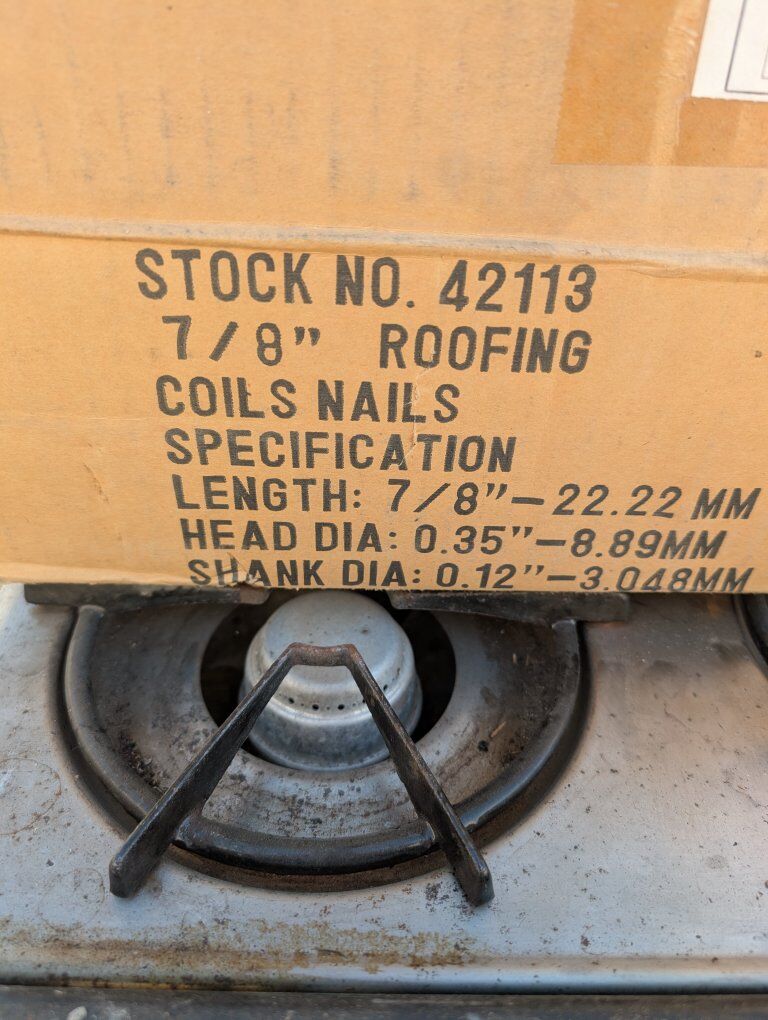 STOCK NO. 42113
7/8" ROOFING
COILS NAILS
SPECIFICATION
LENGTH: 7/8"-22.22 MM
HEAD DIA: 0.35"-8.89MM
SHANK DIA: 0.12"-3.048MM